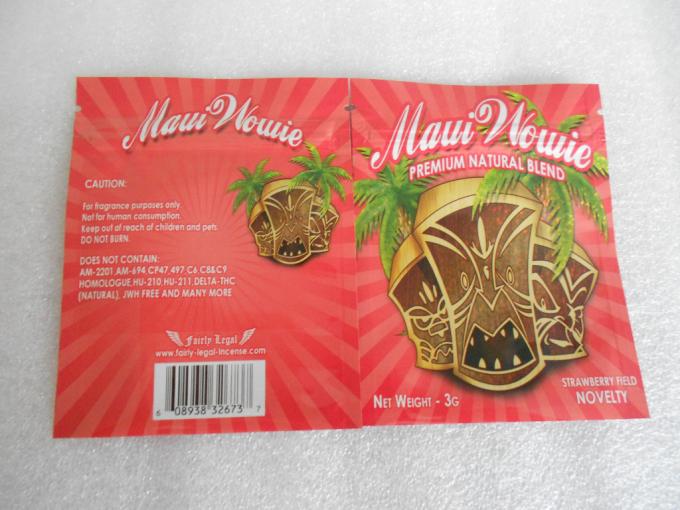 Maui Wowie
CAUTION:
For fragrance purposes only.
Not for human consumption.
Keep out of reach of children and pets.
DO NOT BURN.
DOES NOT CONTAIN:
AM-2201,AM-694,CP47,497,C6,C8&C9
HOMOLOGUE,HU-210,HU-211,DELTA-THC
(NATURAL), JWH FREE AND MANY MORE
Fairly Legal
www.fairly-legal-incense.com
6 08938 32673 7
Maui Wowie
PREMIUM NATURAL BLEND
NET WEIGHT - 3G
STRAWBERRY FIELD
NOVELTY